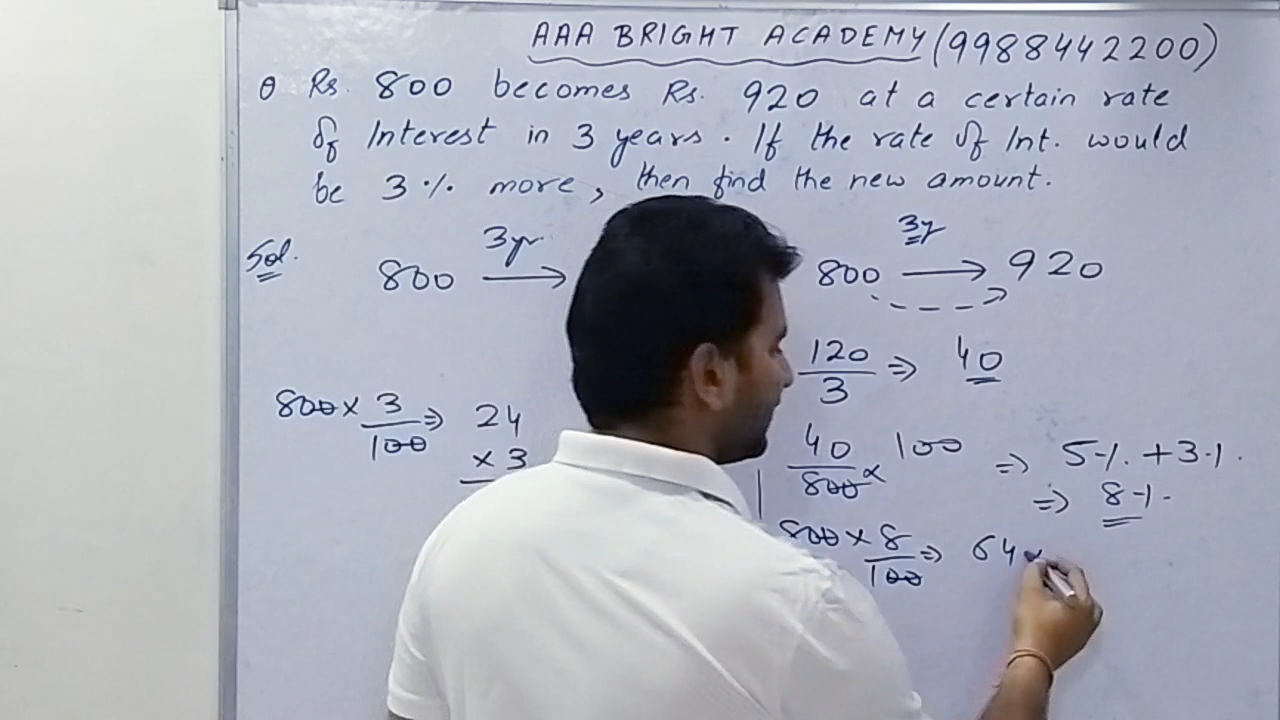 AAA BRIGHT ACADEMY (9988442200)
Q Rs. 800 becomes Rs. 920 at a certain rate
of Interest in 3 years. If the rate of Int. would
be 3 % more, then find the new amount.
Sol.
800 3yr →
800 × 3/100 ⇒ 24
× 3
800 3y → 920
120/3 ⇒ 40
40/800 × 100 ⇒ 5% + 3%.
⇒ 8%
800 × 8/100 ⇒ 64 ×